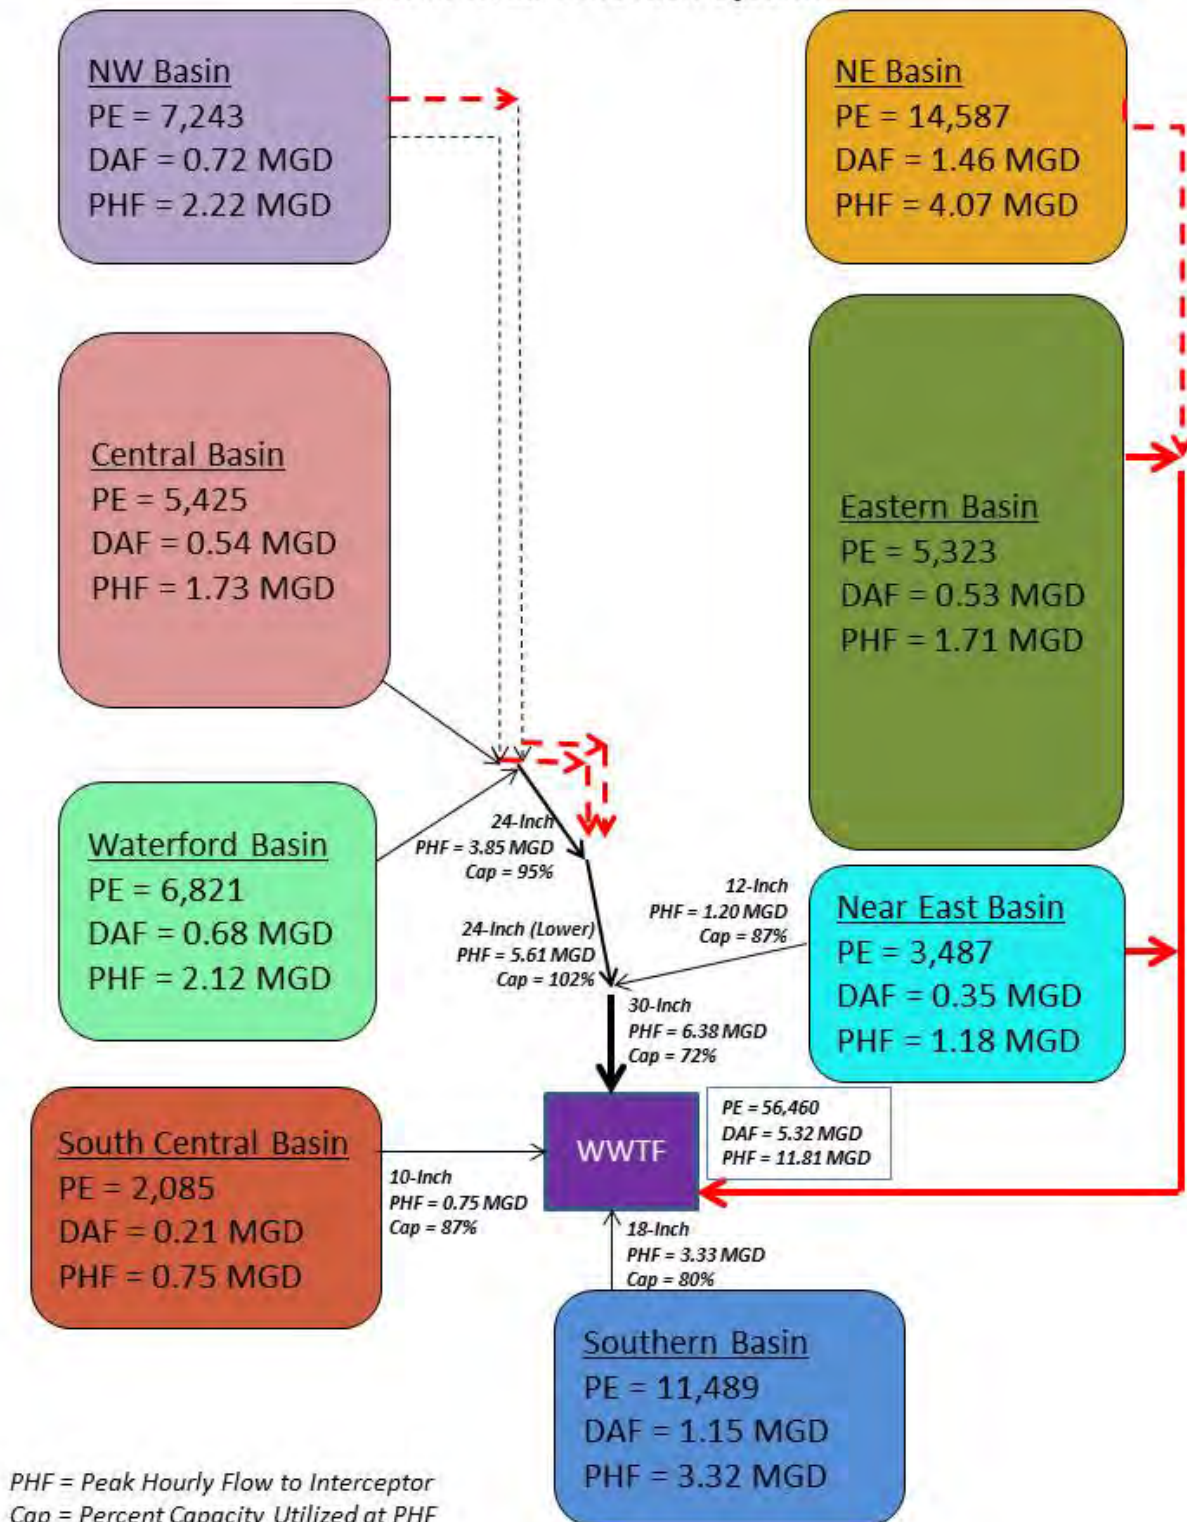 NW Basin
PE = 7,243
DAF = 0.72 MGD
PHF = 2.22 MGD
NE Basin
PE = 14,587
DAF = 1.46 MGD
PHF = 4.07 MGD
Central Basin
PE = 5,425
DAF = 0.54 MGD
PHF = 1.73 MGD
Eastern Basin
PE = 5,323
DAF = 0.53 MGD
PHF = 1.71 MGD
Waterford Basin
PE = 6,821
DAF = 0.68 MGD
PHF = 2.12 MGD
24-Inch
PHF = 3.85 MGD
Cap = 95%
24-Inch (Lower)
PHF = 5.61 MGD
Cap = 102%
12-Inch
PHF = 1.20 MGD
Cap = 87%
Near East Basin
PE = 3,487
DAF = 0.35 MGD
PHF = 1.18 MGD
30-Inch
PHF = 6.38 MGD
Cap = 72%
South Central Basin
PE = 2,085
DAF = 0.21 MGD
PHF = 0.75 MGD
10-Inch
PHF = 0.75 MGD
Cap = 87%
WWTF
PE = 56,460
DAF = 5.32 MGD
PHF = 11.81 MGD
18-Inch
PHF = 3.33 MGD
Cap = 80%
Southern Basin
PE = 11,489
DAF = 1.15 MGD
PHF = 3.32 MGD
PHF = Peak Hourly Flow to Interceptor
Cap = Percent Capacity Utilized at PHF